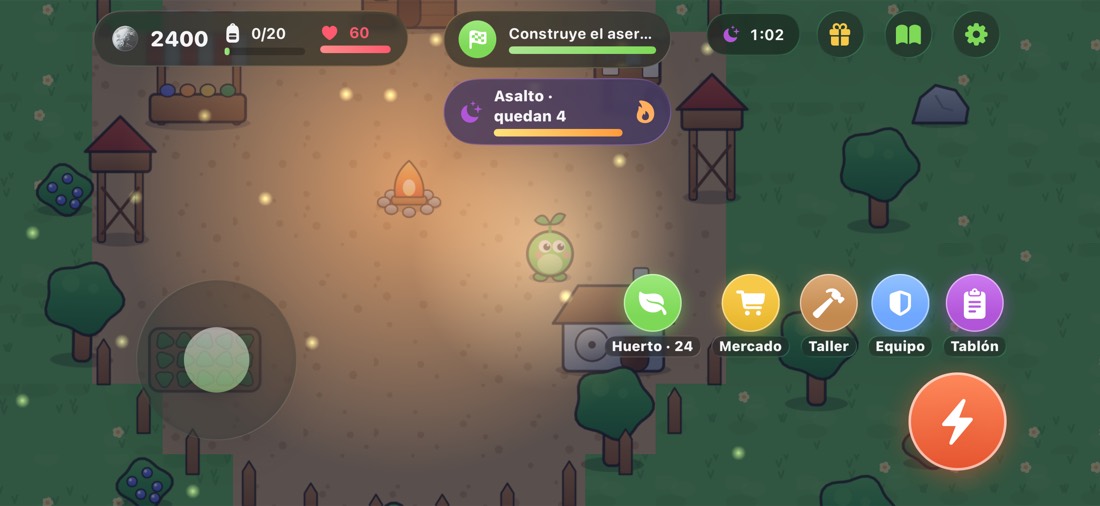 2400
0/20
60
Construye el aser...
1:02
Asalto ·
quedan 4
Huerto · 24
Mercado
Taller
Equipo
Tablón